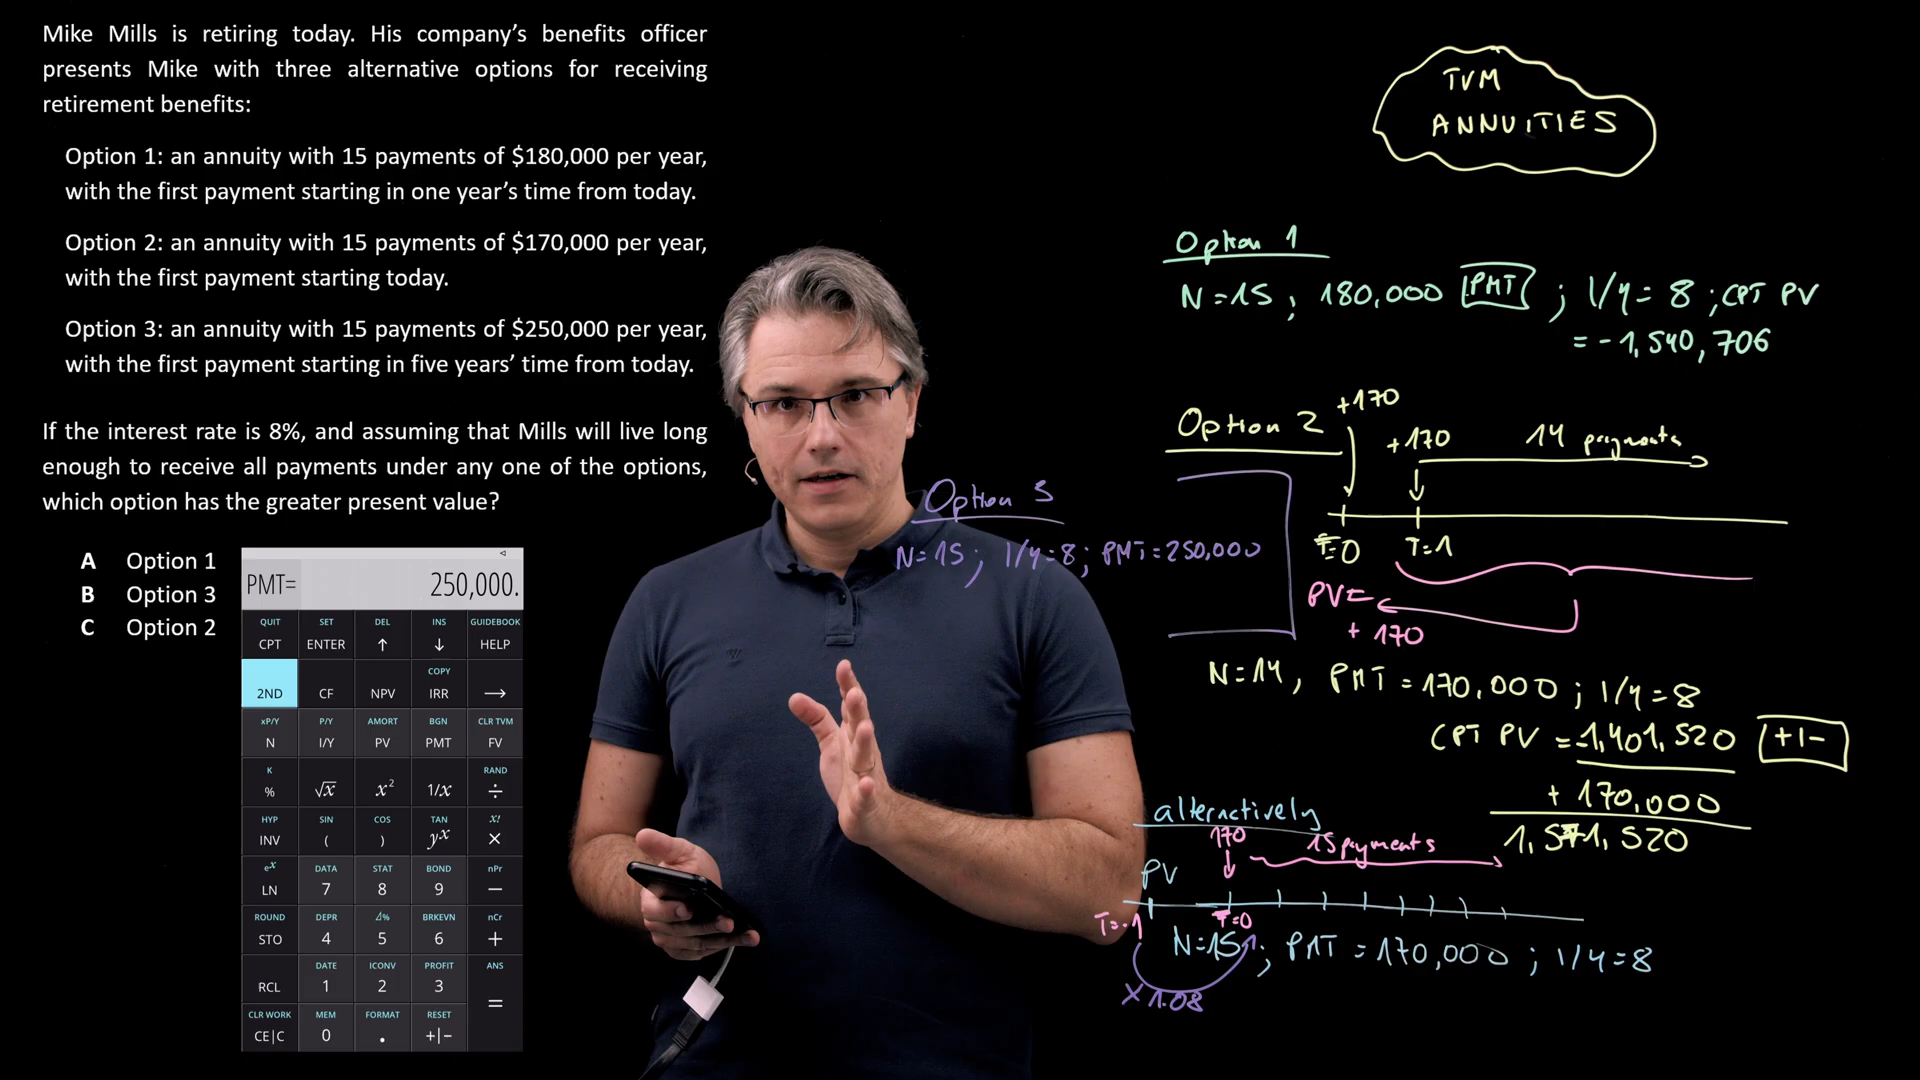 Mike Mills is retiring today. His company's benefits officer
presents Mike with three alternative options for receiving
retirement benefits:
Option 1: an annuity with 15 payments of $180,000 per year,
with the first payment starting in one year's time from today.
Option 2: an annuity with 15 payments of $170,000 per year,
with the first payment starting today.
Option 3: an annuity with 15 payments of $250,000 per year,
with the first payment starting in five years' time from today.
If the interest rate is 8%, and assuming that Mills will live long
enough to receive all payments under any one of the options,
which option has the greater present value?
A Option 1
B Option 3
C Option 2
PMT= 250,000.
QUIT SET DEL INS GUIDEBOOK
CPT ENTER ↑ ↓ HELP
COPY
2ND CF NPV IRR →
xP/Y P/Y AMORT BGN CLR TVM
N I/Y PV PMT FV
K RAND
% √x x² 1/x ÷
HYP SIN COS TAN x!
INV ( ) yˣ ×
eˣ DATA STAT BOND nPr
LN 7 8 9 −
ROUND DEPR Δ% BRKEVN nCr
STO 4 5 6 +
DATE ICONV PROFIT ANS
RCL 1 2 3 =
CLR WORK MEM FORMAT RESET
CE|C 0 . +|−
TVM
ANNUITIES
Option 1
N=15; 180,000 PMT; I/Y=8; CPT PV
= -1,540,706
Option 2
+170
+170 14 payments
T=0 T=1
PV=
+ 170
N=14, PMT=170,000; I/Y=8
CPT PV = -1,401,520 +|-
+ 170,000
1,571,520
Option 3
N=15; I/Y=8; PMT=250,000
alternatively
170 15 payments
PV
T=-1 T=0
N=15; PMT=170,000; I/Y=8
×1.08